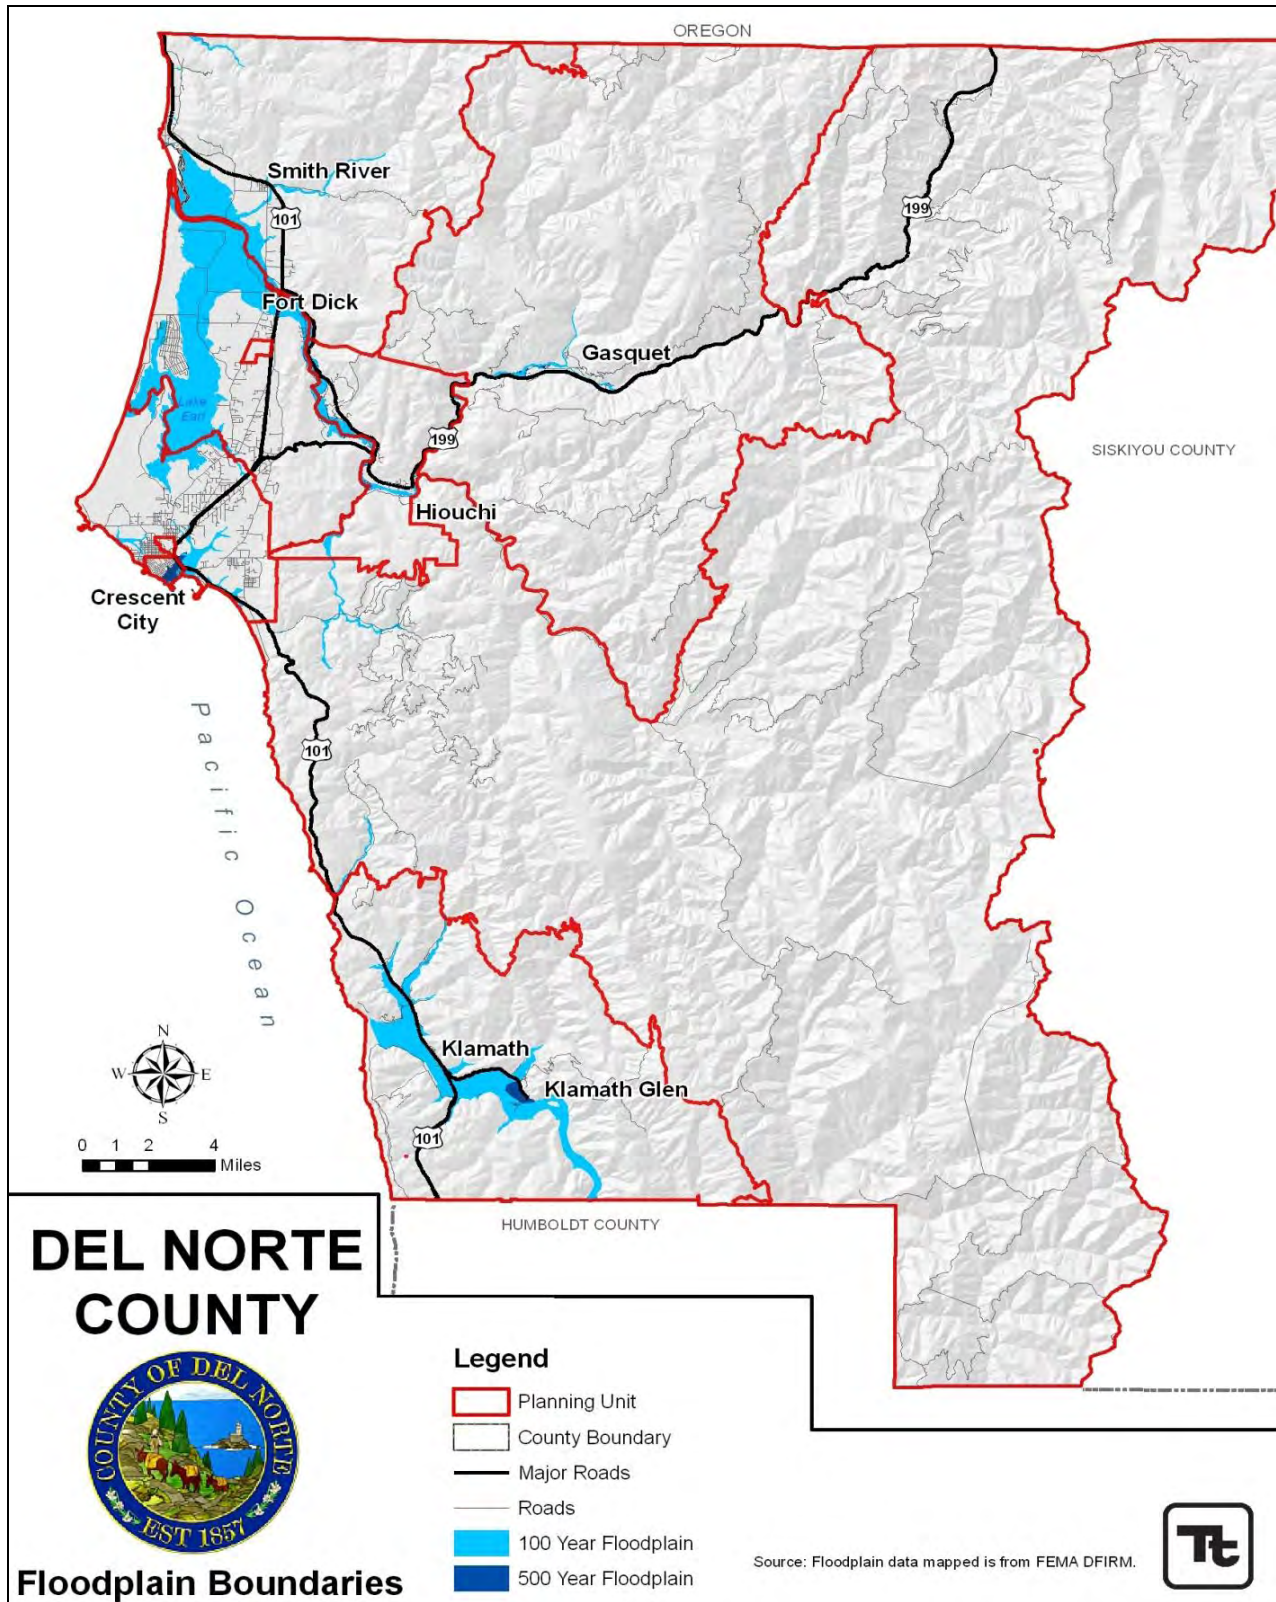 OREGON
Smith River
101
199
Fort Dick
Gasquet
Lake
Earl
199
SISKIYOU COUNTY
Hiouchi
Crescent
City
Pacific Ocean
101
N
W
E
S
Klamath
Klamath Glen
101
0 1 2 4
Miles
HUMBOLDT COUNTY
DEL NORTE
COUNTY
COUNTY OF DEL NORTE
EST 1857
Floodplain Boundaries
Legend
Planning Unit
County Boundary
Major Roads
Roads
100 Year Floodplain
500 Year Floodplain
Source: Floodplain data mapped is from FEMA DFIRM.
Tt